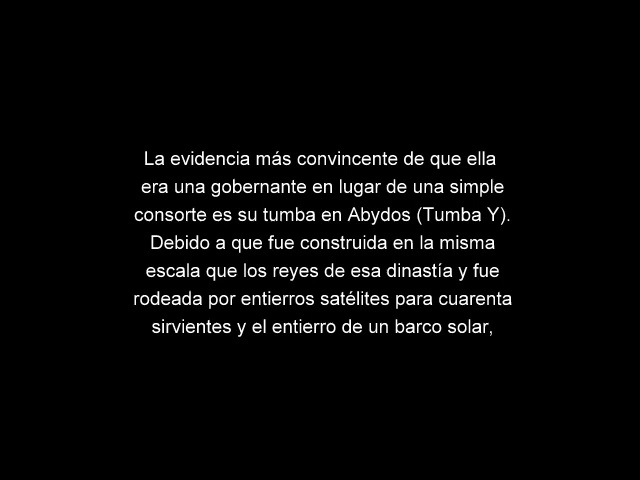 La evidencia más convincente de que ella
era una gobernante en lugar de una simple
consorte es su tumba en Abydos (Tumba Y).
Debido a que fue construida en la misma
escala que los reyes de esa dinastía y fue
rodeada por entierros satélites para cuarenta
sirvientes y el entierro de un barco solar,